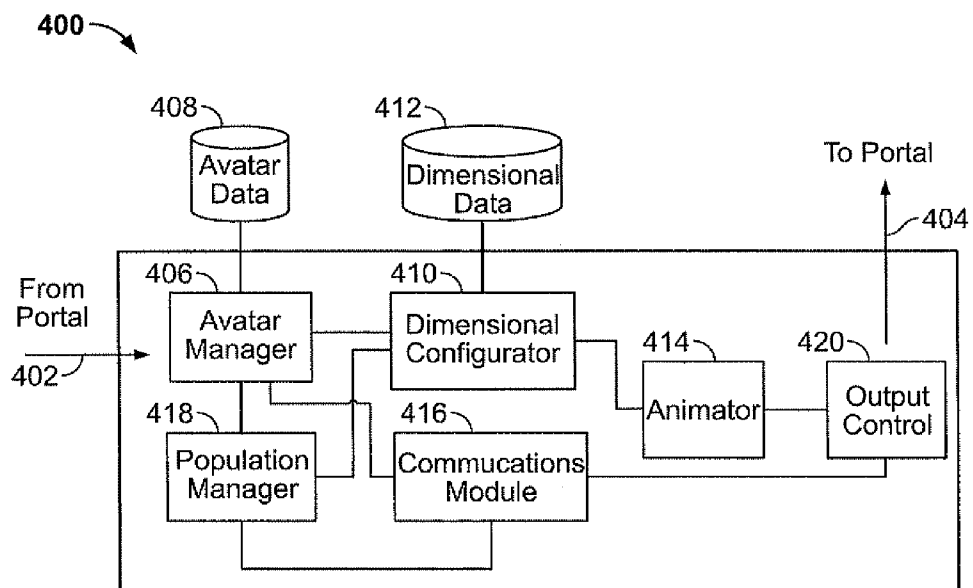 400
408
Avatar
Data
412
Dimensional
Data
To Portal
404
From
Portal
402
406
Avatar
Manager
410
Dimensional
Configurator
414
Animator
420
Output
Control
418
Population
Manager
416
Commucations
Module